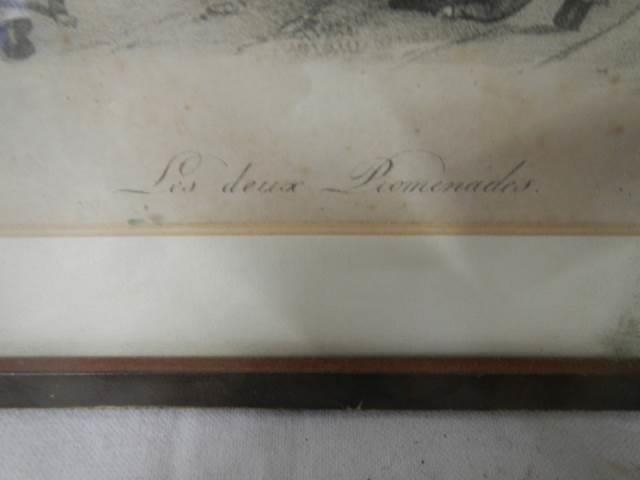 Les deux Promenades.